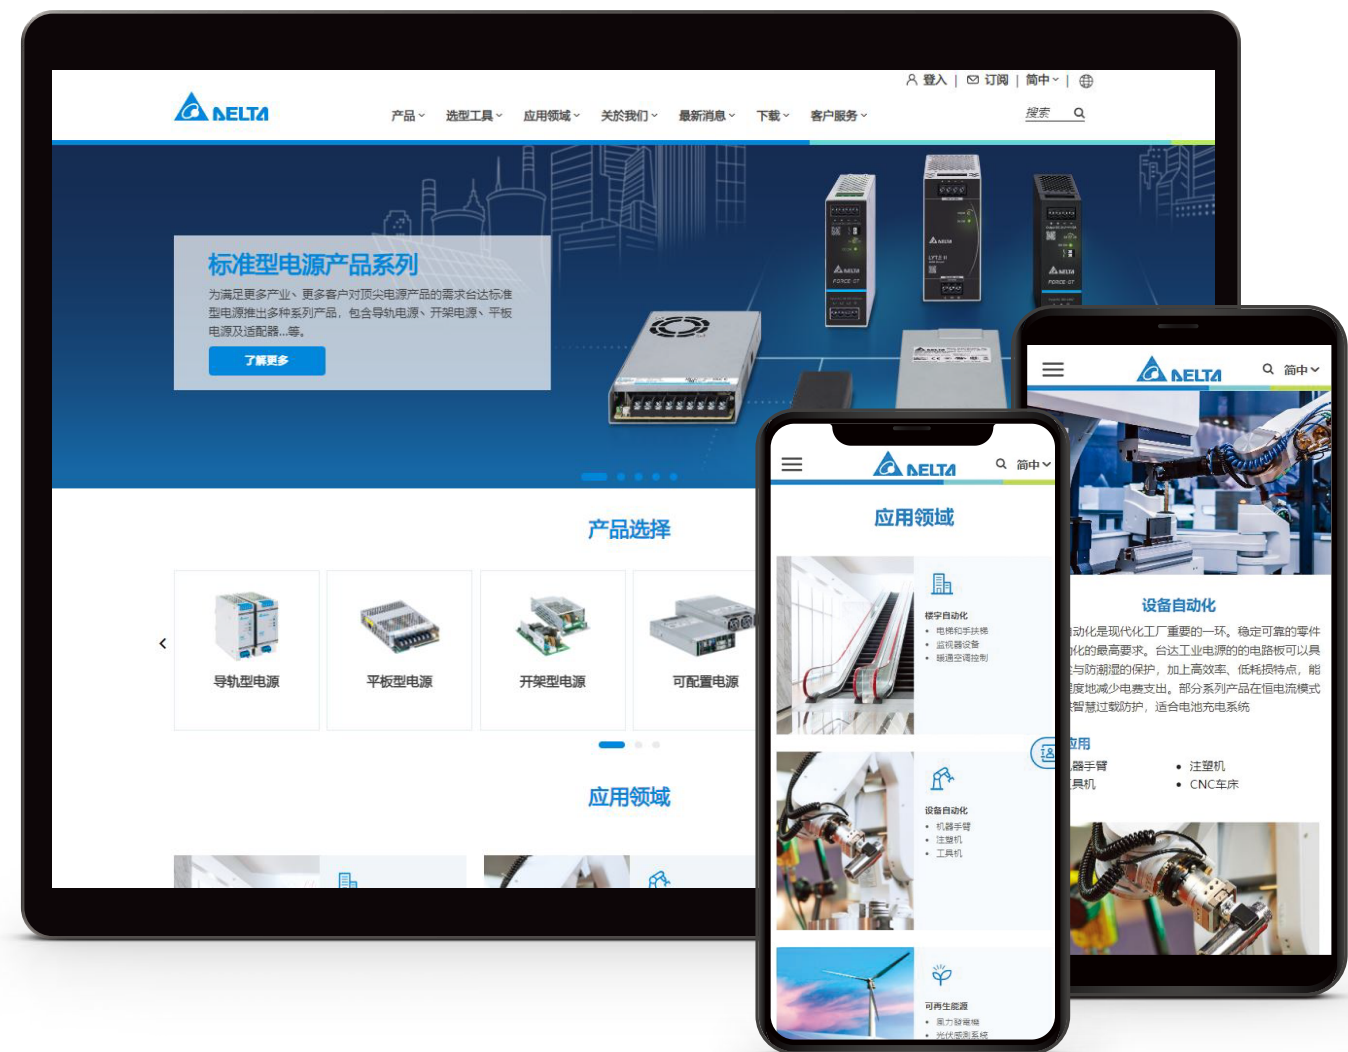 登入 | 订阅 | 简中 |
DELTA
产品 选型工具 应用领域 关於我们 最新消息 下载 客户服务
搜索
标准型电源产品系列
为满足更多产业、更多客户对顶尖电源产品的需求台达标准
型电源推出多种系列产品，包含导轨电源、开架电源、平板
电源及适配器...等。
了解更多
产品选择
导轨型电源
平板型电源
开架型电源
可配置电源
应用领域
DELTA
简中
应用领域
楼宇自动化
• 电梯和手扶梯
• 监视器设备
• 暖通空调控制
设备自动化
• 机器手臂
• 注塑机
• 工具机
可再生能源
• 風力發電機
• 光伏感测系统
DELTA
简中
设备自动化
动化是现代化工厂重要的一环。稳定可靠的零件
化的最高要求。台达工业电源的的电路板可以具
与防潮湿的保护，加上高效率、低耗损特点，能
度地减少电费支出。部分系列产品在恒电流模式
智慧过载防护，适合电池充电系统
应用
器手臂
• 注塑机
具机
• CNC车床